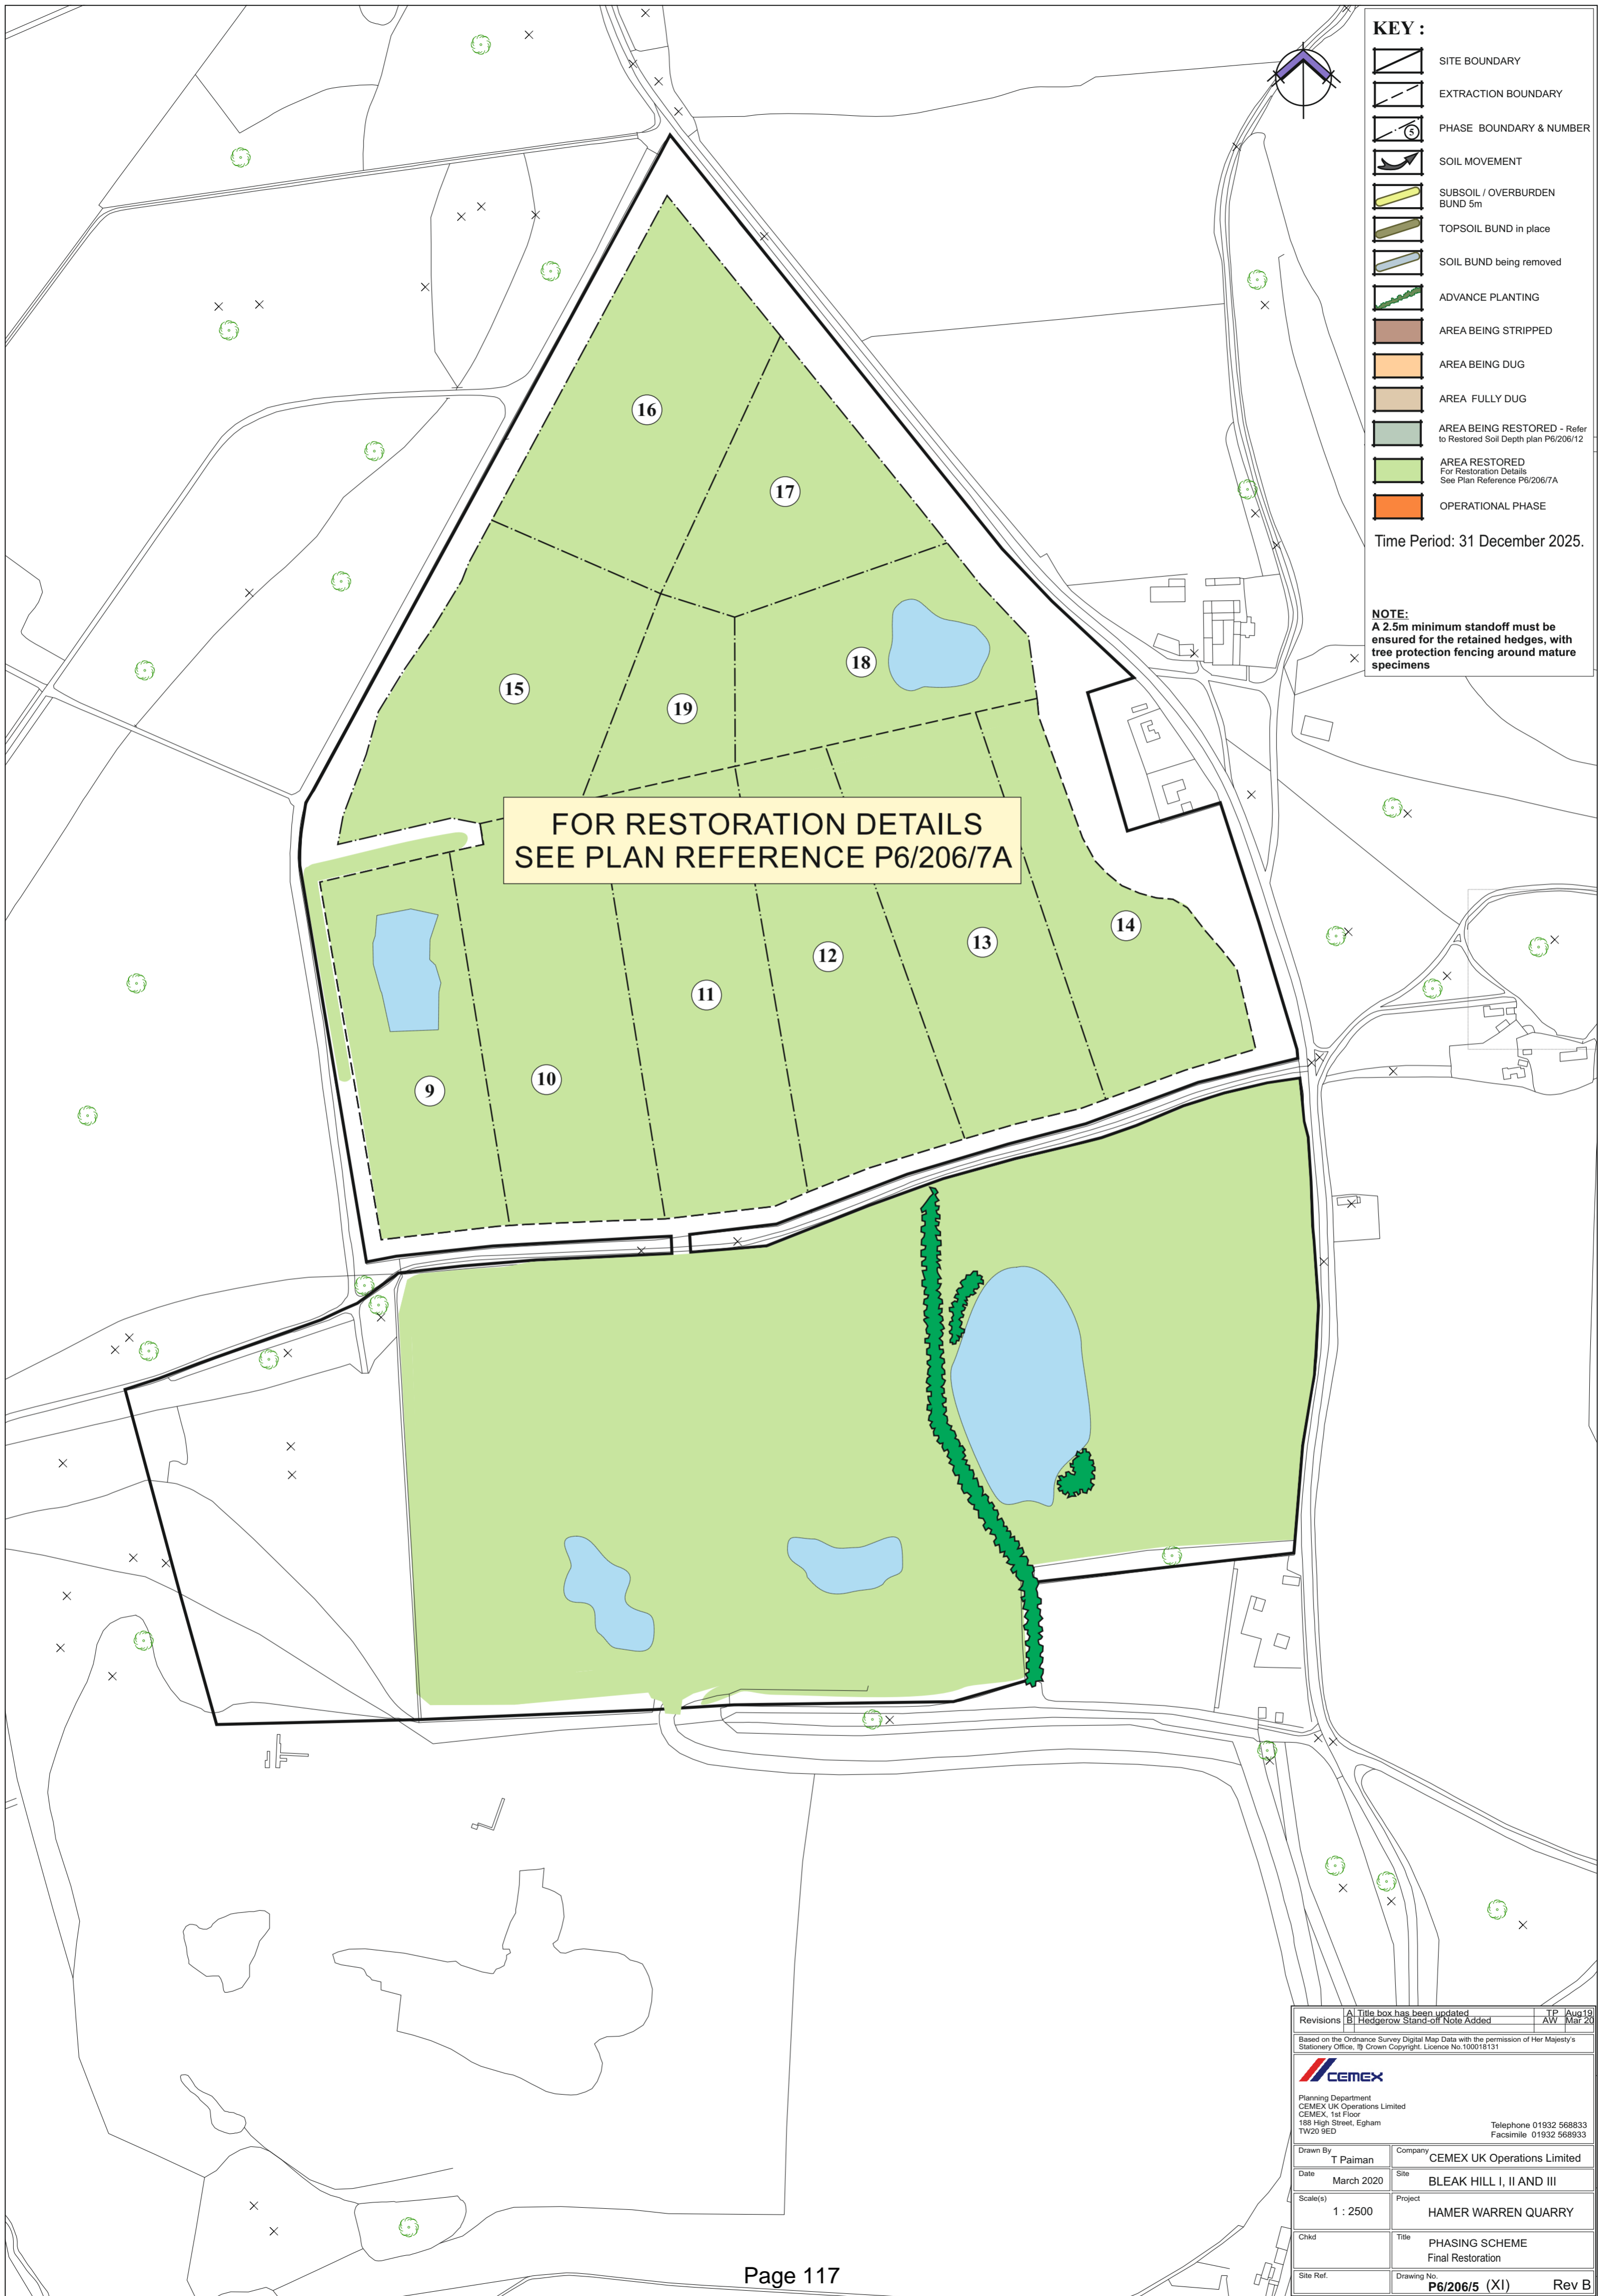 KEY :
SITE BOUNDARY
EXTRACTION BOUNDARY
5
PHASE BOUNDARY & NUMBER
SOIL MOVEMENT
SUBSOIL / OVERBURDEN
BUND 5m
TOPSOIL BUND in place
SOIL BUND being removed
ADVANCE PLANTING
AREA BEING STRIPPED
AREA BEING DUG
AREA FULLY DUG
AREA BEING RESTORED - Refer
to Restored Soil Depth plan P6/206/12
AREA RESTORED
For Restoration Details
See Plan Reference P6/206/7A
OPERATIONAL PHASE
Time Period: 31 December 2025.
NOTE:
A 2.5m minimum standoff must be
ensured for the retained hedges, with
tree protection fencing around mature
specimens
16
17
18
15
19
FOR RESTORATION DETAILS
SEE PLAN REFERENCE P6/206/7A
14
13
12
11
10
9
Revisions
A Title box has been updated TP Aug19
B Hedgerow Stand-off Note Added AW Mar 20
Based on the Ordnance Survey Digital Map Data with the permission of Her Majesty's
Stationery Office, Crown Copyright. Licence No.100018131
CEMEX
Planning Department
CEMEX UK Operations Limited
CEMEX, 1st Floor
188 High Street, Egham
TW20 9ED
Telephone 01932 568833
Facsimile 01932 568933
Drawn By
T Paiman
Company
CEMEX UK Operations Limited
Date
March 2020
Site
BLEAK HILL I, II AND III
Scale(s)
1 : 2500
Project
HAMER WARREN QUARRY
Chkd
Title
PHASING SCHEME
Final Restoration
Site Ref.
Drawing No.
P6/206/5 (XI) Rev B
Page 117